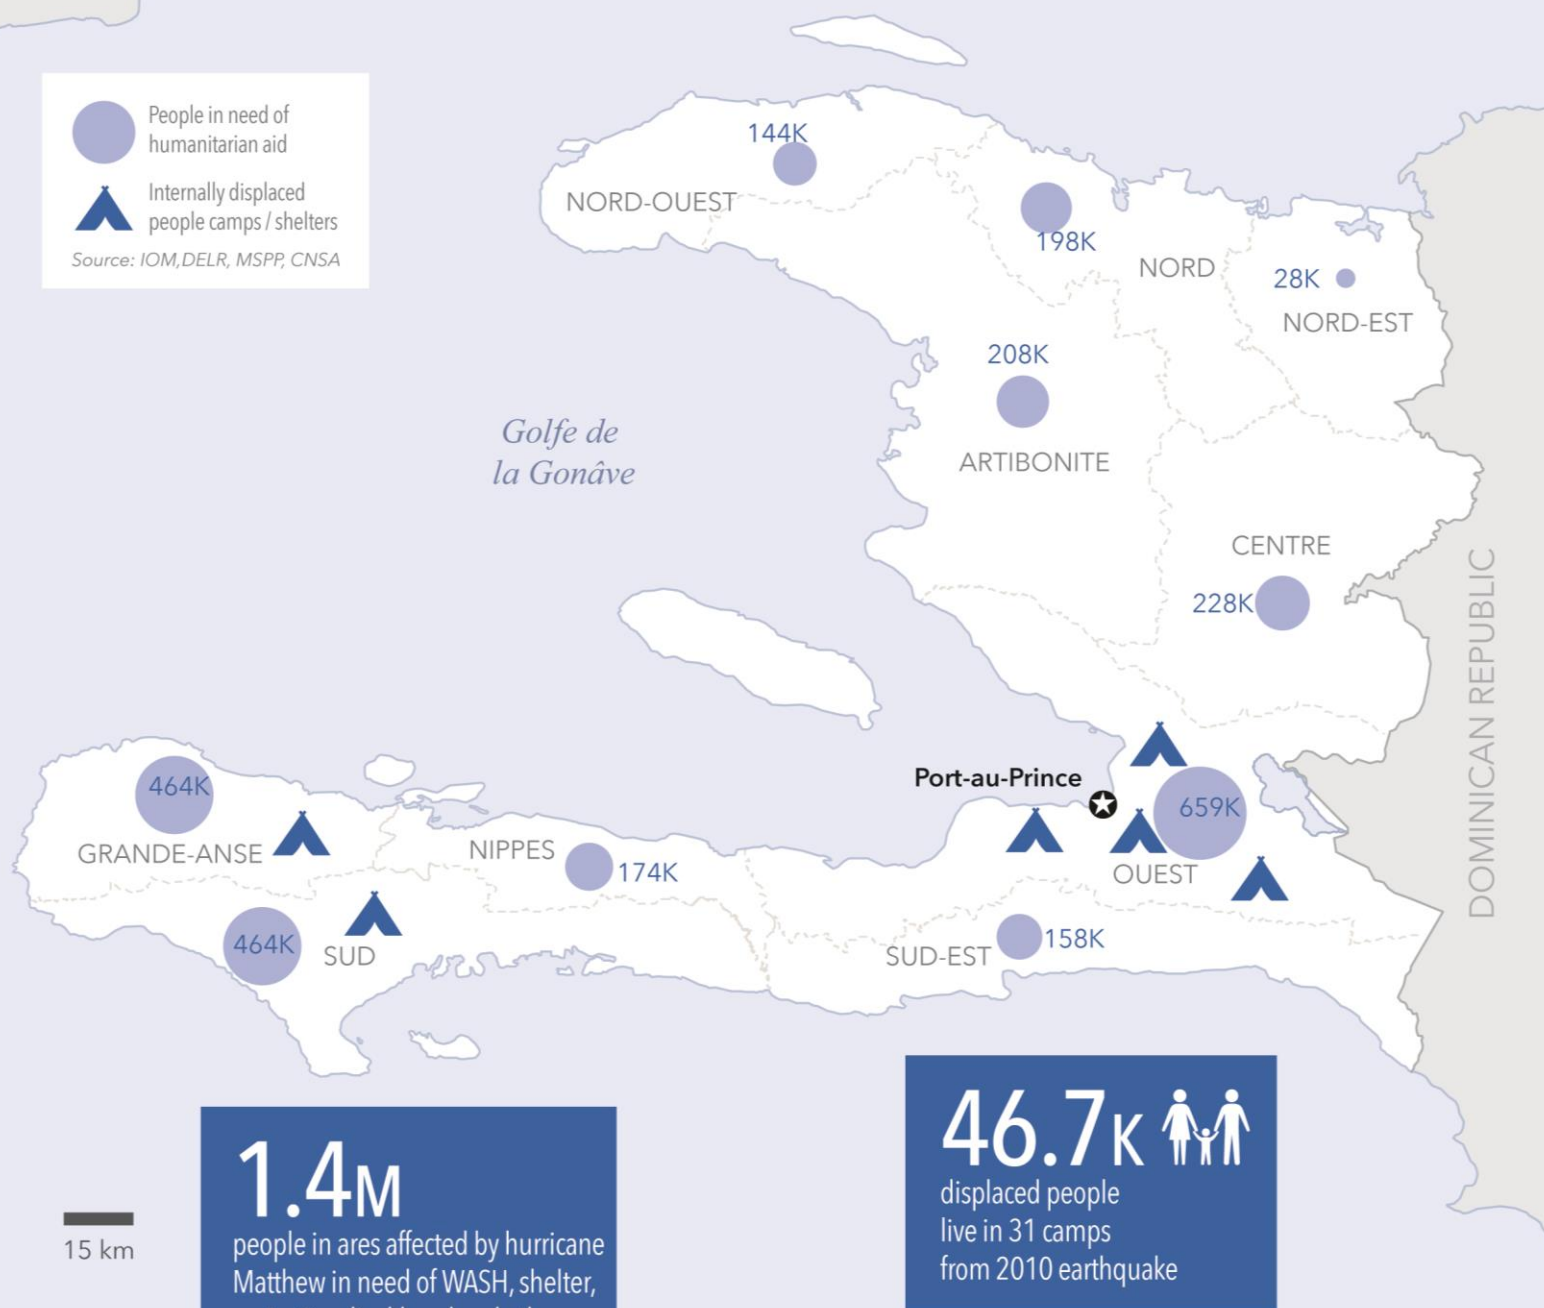 People in need of
humanitarian aid
Internally displaced
people camps / shelters
Source: IOM,DELR, MSPP, CNSA
144K
NORD-OUEST
198K
NORD
28K
NORD-EST
208K
ARTIBONITE
Golfe de
la Gonâve
CENTRE
228K
DOMINICAN REPUBLIC
Port-au-Prince
659K
OUEST
464K
GRANDE-ANSE
NIPPES
174K
464K
SUD
SUD-EST
158K
15 km
1.4M
people in ares affected by hurricane
Matthew in need of WASH, shelter,
46.7K
displaced people
live in 31 camps
from 2010 earthquake